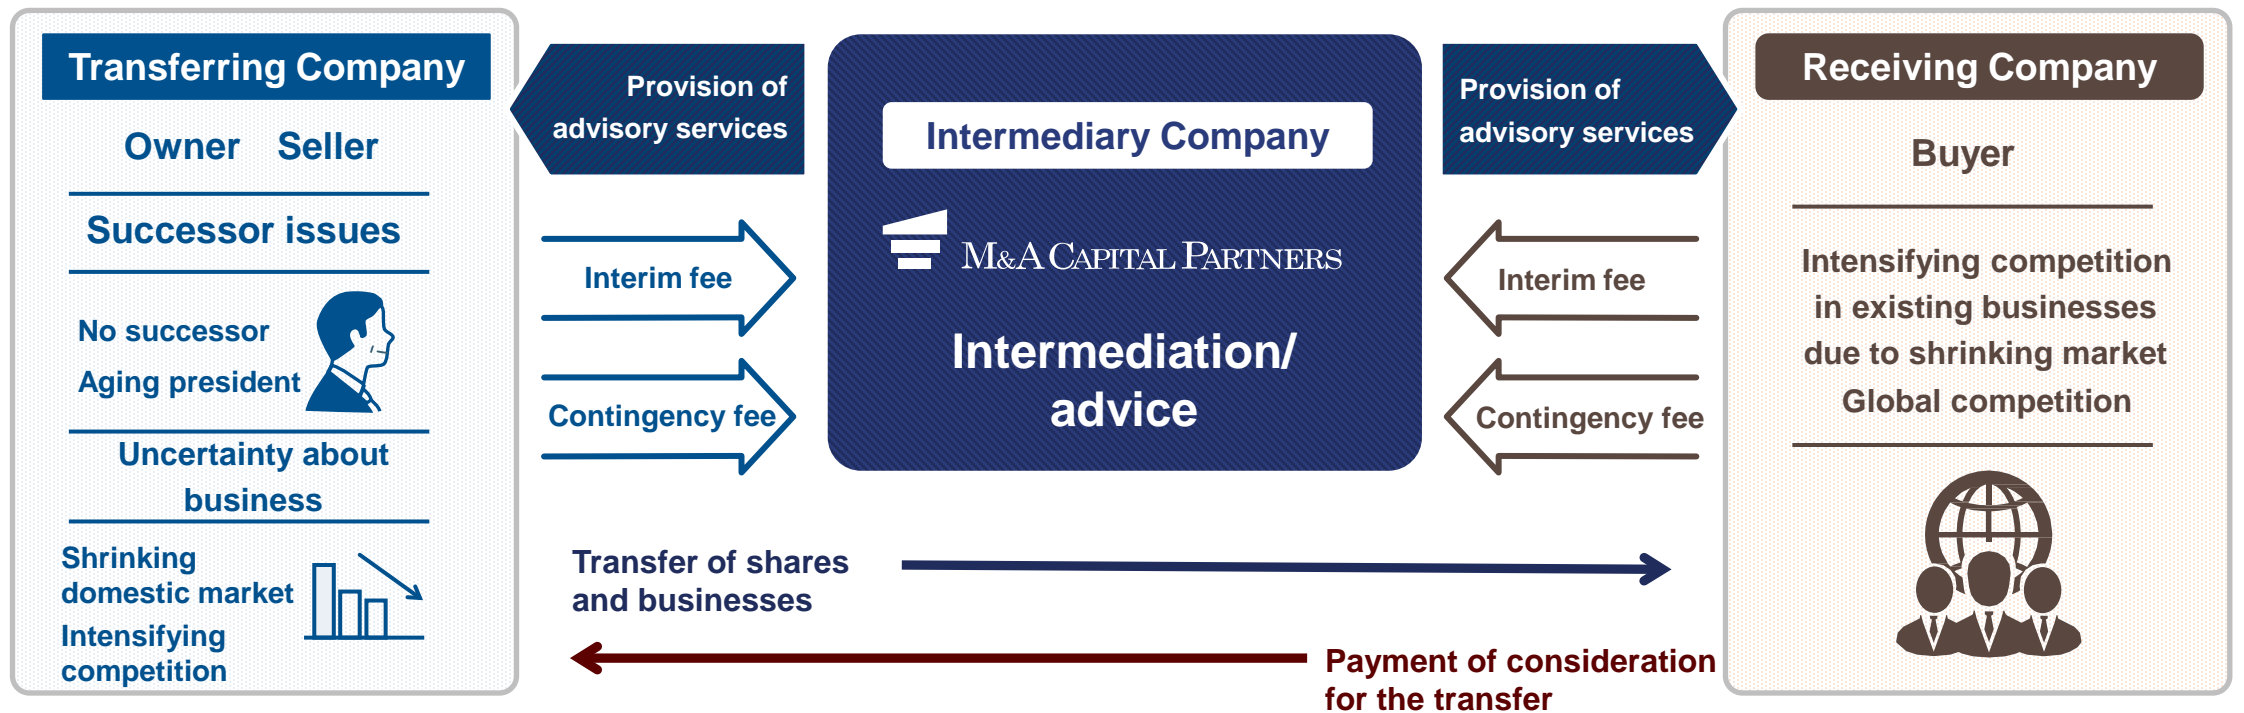 Transferring Company
Owner Seller
Successor issues
No successor
Aging president
Uncertainty about
business
Shrinking
domestic market
Intensifying
competition
Provision of
advisory services
Interim fee
Contingency fee
Intermediary Company
M&A CAPITAL PARTNERS
Intermediation/
advice
Provision of
advisory services
Interim fee
Contingency fee
Transfer of shares
and businesses
Payment of consideration
for the transfer
Receiving Company
Buyer
Intensifying competition
in existing businesses
due to shrinking market
Global competition